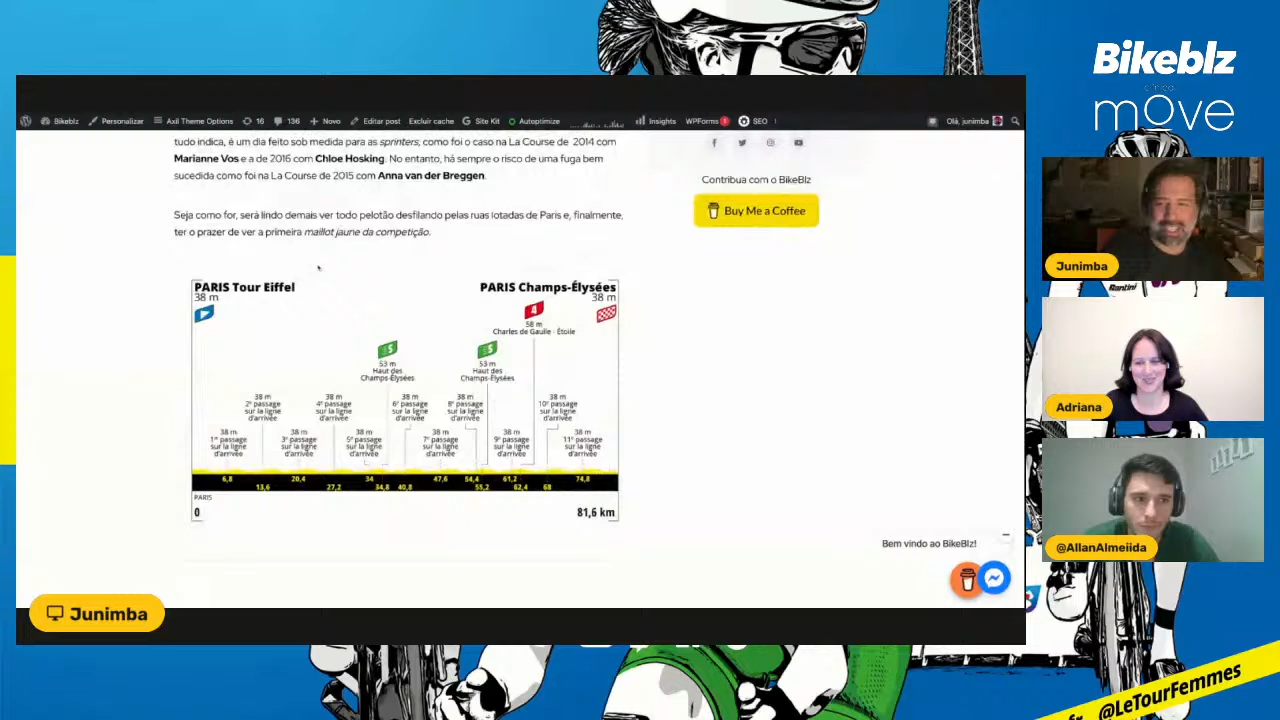 Bikeblz
clínica
mOve
Bikeblz Personalizar Axil Theme Options 16 136 Novo Editar post Excluir cache Site Kit Autoptimize Insights WPForms 1 SEO Olá, junimba
tudo indica, é um dia feito sob medida para as sprinters, como foi o caso na La Course de 2014 com
Marianne Vos e a de 2016 com Chloe Hosking. No entanto, há sempre o risco de uma fuga bem
sucedida como foi na La Course de 2015 com Anna van der Breggen.
Seja como for, será lindo demais ver todo pelotão desfilando pelas ruas lotadas de Paris e, finalmente,
ter o prazer de ver a primeira maillot jaune da competição.
Contribua com o BikeBlz
Buy Me a Coffee
PARIS Tour Eiffel
38 m
PARIS Champs-Élysées
38 m
4
58 m
Charles de Gaulle - Étoile
S
53 m
Haut des
Champs-Élysées
S
53 m
Haut des
Champs-Élysées
38 m
2e passage
sur la ligne
d'arrivée
38 m
4e passage
sur la ligne
d'arrivée
38 m
6e passage
sur la ligne
d'arrivée
38 m
8e passage
sur la ligne
d'arrivée
38 m
10e passage
sur la ligne
d'arrivée
38 m
1er passage
sur la ligne
d'arrivée
38 m
3e passage
sur la ligne
d'arrivée
38 m
5e passage
sur la ligne
d'arrivée
38 m
7e passage
sur la ligne
d'arrivée
38 m
9e passage
sur la ligne
d'arrivée
38 m
11e passage
sur la ligne
d'arrivée
6,8 20,4 34 47,6 54,4 61,2 74,8
13,6 27,2 34,8 40,8 55,2 62,4 68
PARIS
0
81,6 km
Bem vindo ao BikeBlz!
Junimba
Junimba
Santini
Adriana
@AllanAlmeiida
.fr @LeTourFemmes